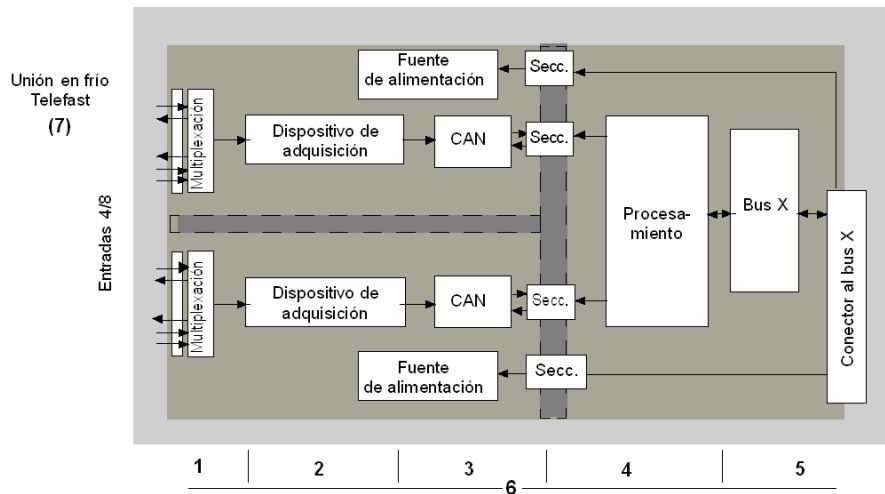 Unión en frío
Telefast
(7)
Entradas 4/8
Fuente
de alimentación
Secc.
Multiplexación
Dispositivo de
adquisición
CAN
Secc.
Procesa-
miento
Bus X
Conector al bus X
Multiplexación
Dispositivo de
adquisición
CAN
Secc.
Fuente
de alimentación
Secc.
1
2
3
4
5
6